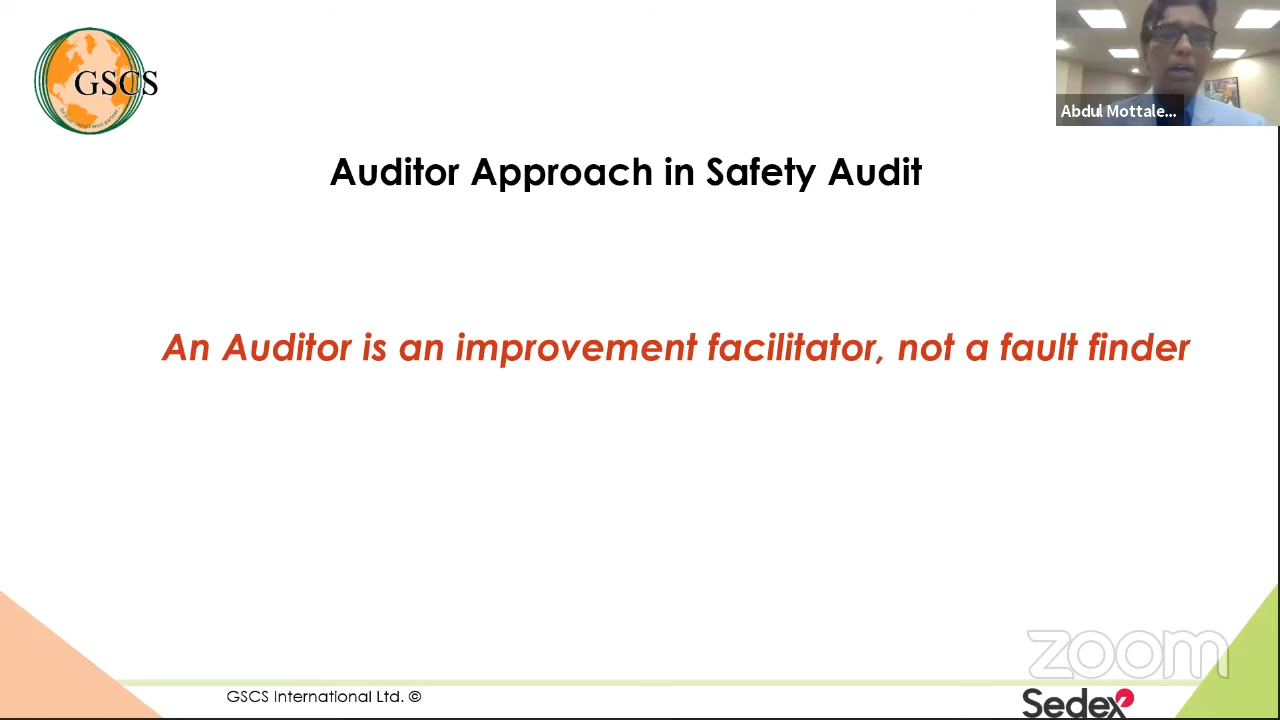 GSCS
Abdul Mottale...
Auditor Approach in Safety Audit
An Auditor is an improvement facilitator, not a fault finder
zoom
GSCS International Ltd. ©
Sedex